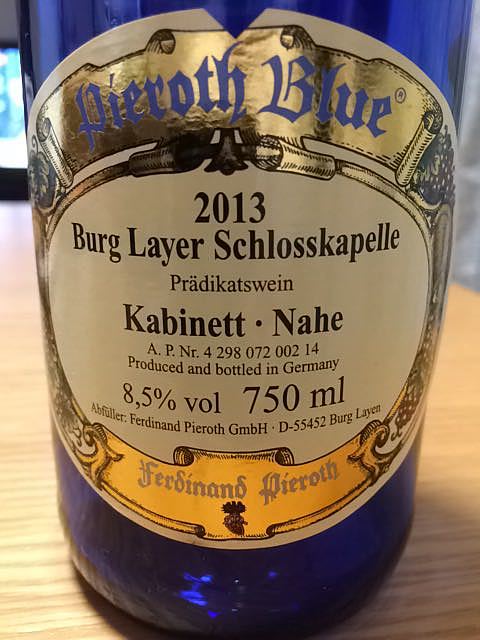 Pieroth Blue®
2013
Burg Layer Schlosskapelle
Prädikatswein
Kabinett · Nahe
A. P. Nr. 4 298 072 002 14
Produced and bottled in Germany
8,5% vol 750 ml
Abfüller: Ferdinand Pieroth GmbH · D-55452 Burg Layen
Ferdinand Pieroth